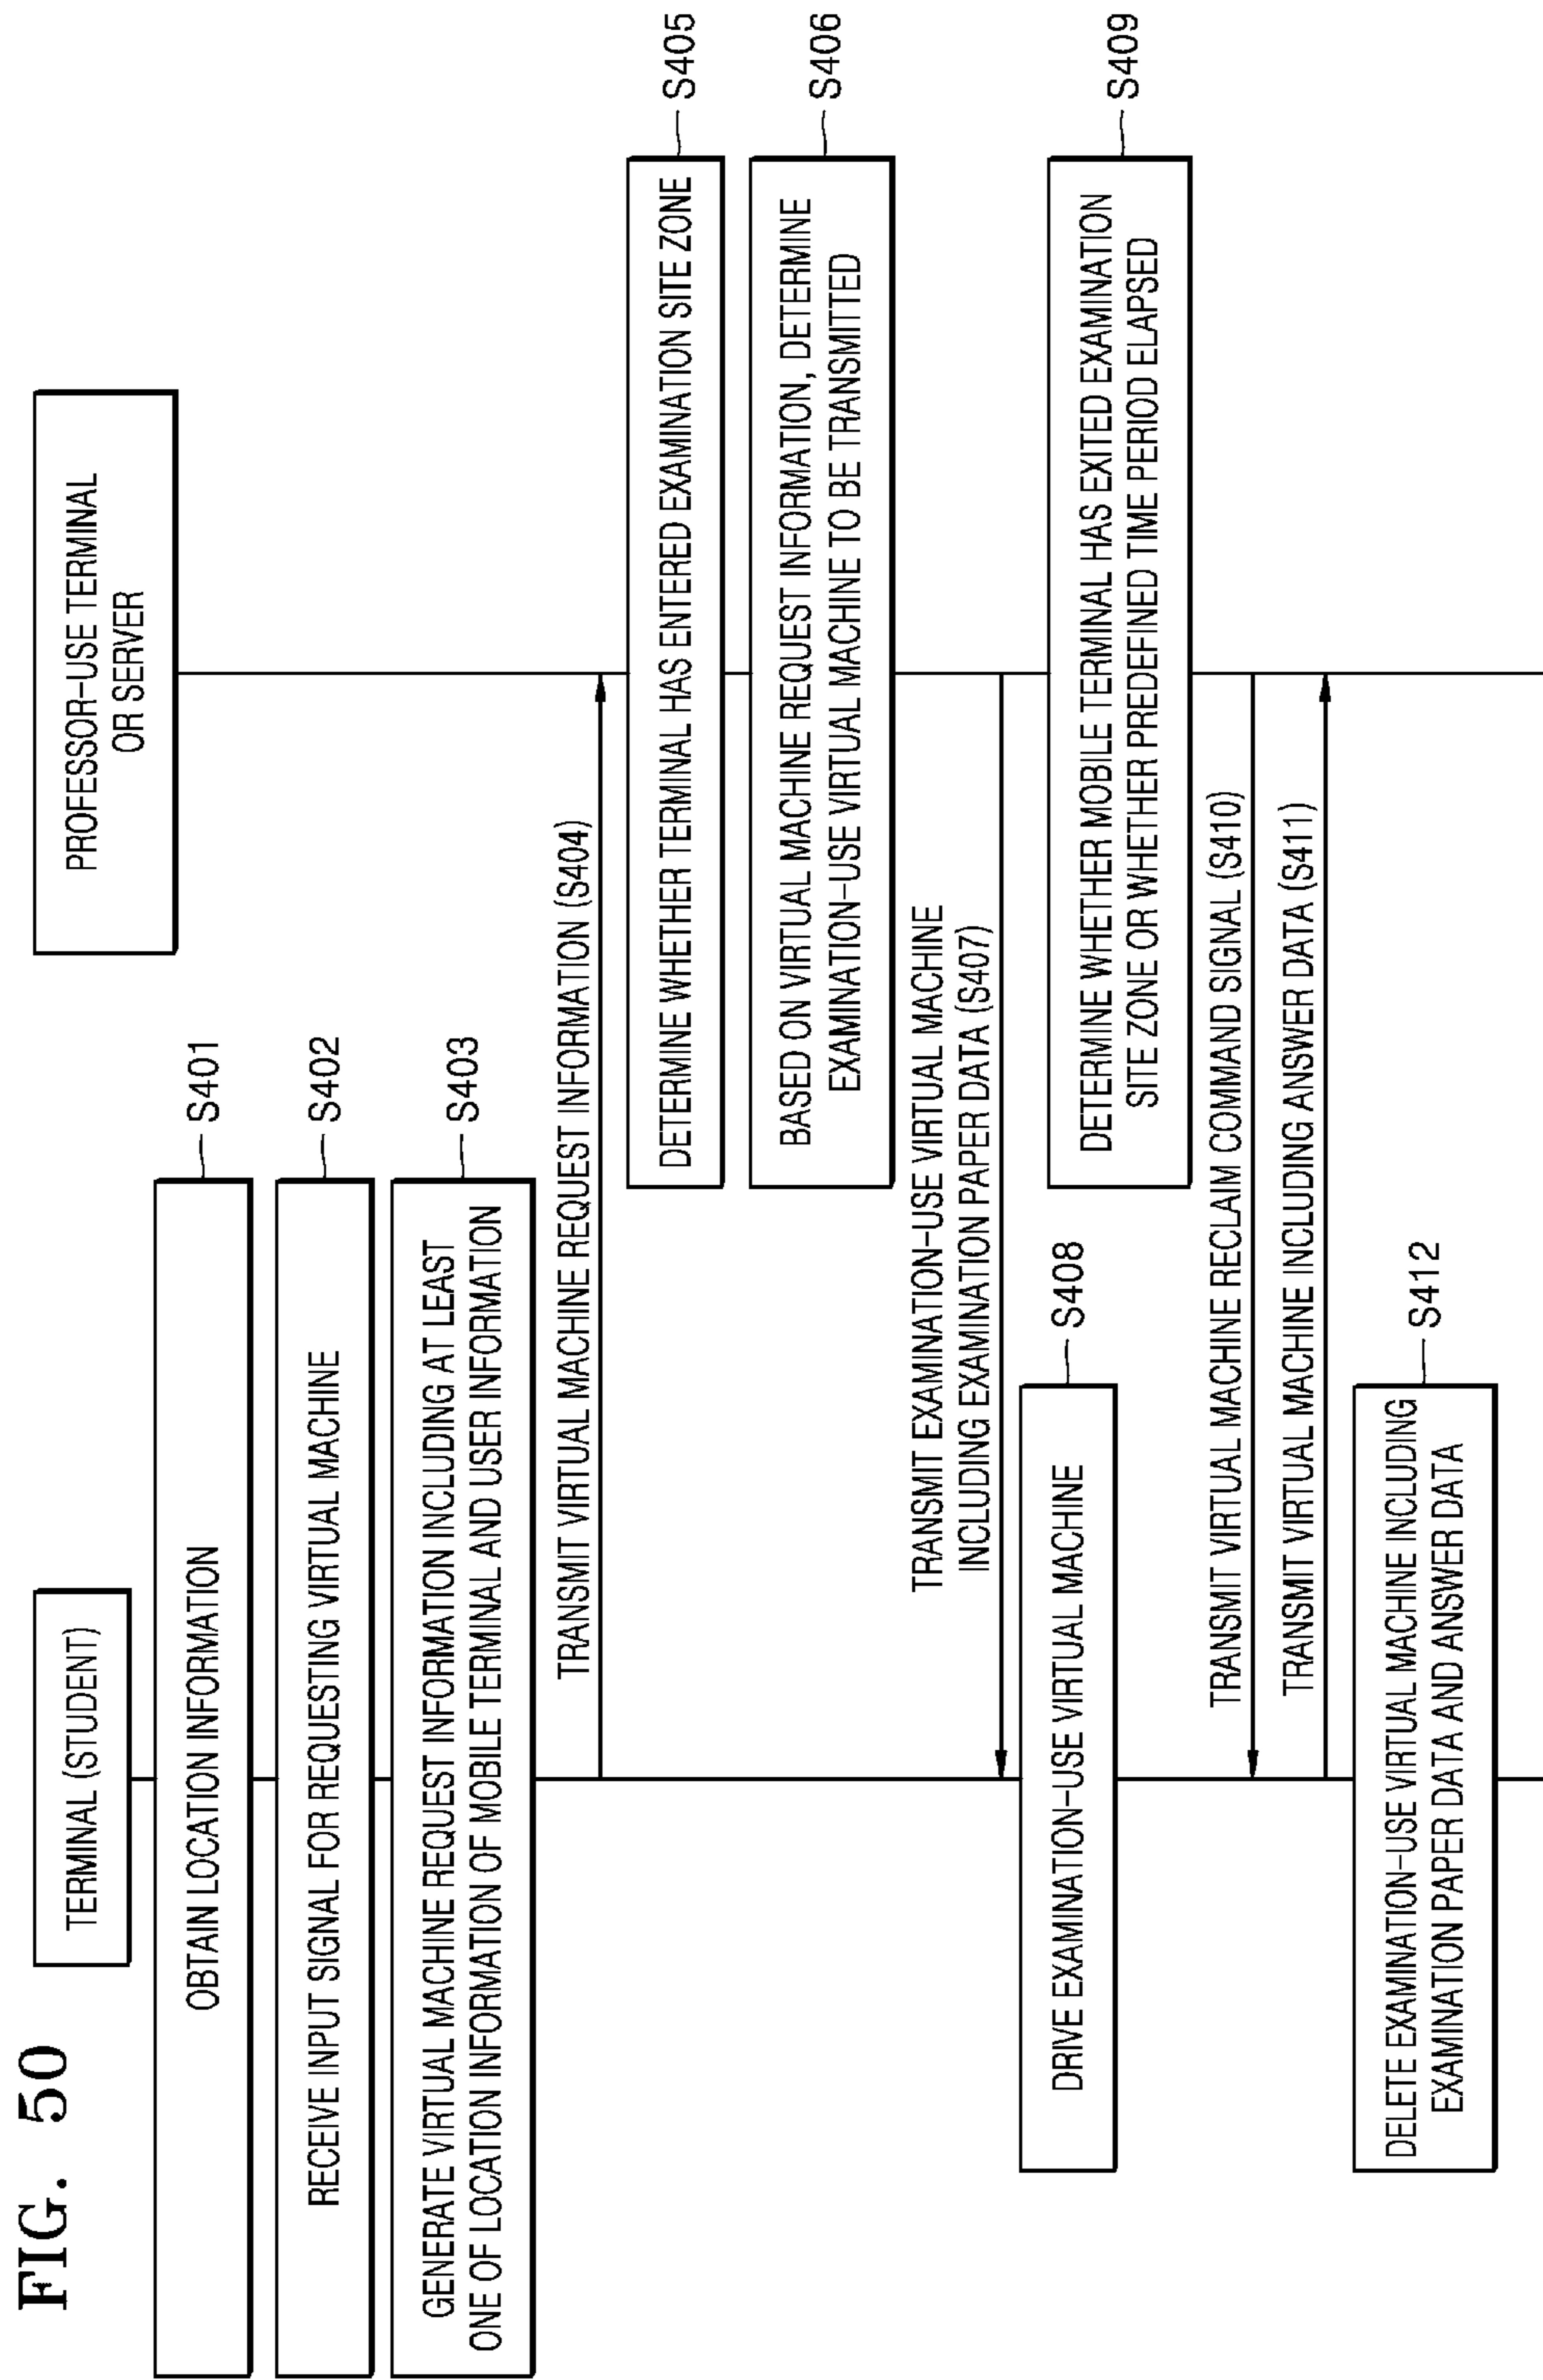 FIG. 50
TERMINAL (STUDENT)
PROFESSOR-USE TERMINAL
OR SERVER
OBTAIN LOCATION INFORMATION
S401
RECEIVE INPUT SIGNAL FOR REQUESTING VIRTUAL MACHINE
S402
GENERATE VIRTUAL MACHINE REQUEST INFORMATION INCLUDING AT LEAST
ONE OF LOCATION INFORMATION OF MOBILE TERMINAL AND USER INFORMATION
S403
TRANSMIT VIRTUAL MACHINE REQUEST INFORMATION (S404)
DETERMINE WHETHER TERMINAL HAS ENTERED EXAMINATION SITE ZONE
S405
BASED ON VIRTUAL MACHINE REQUEST INFORMATION, DETERMINE
EXAMINATION-USE VIRTUAL MACHINE TO BE TRANSMITTED
S406
TRANSMIT EXAMINATION-USE VIRTUAL MACHINE
INCLUDING EXAMINATION PAPER DATA (S407)
DRIVE EXAMINATION-USE VIRTUAL MACHINE
S408
DETERMINE WHETHER MOBILE TERMINAL HAS EXITED EXAMINATION
SITE ZONE OR WHETHER PREDEFINED TIME PERIOD ELAPSED
S409
TRANSMIT VIRTUAL MACHINE RECLAIM COMMAND SIGNAL (S410)
TRANSMIT VIRTUAL MACHINE INCLUDING ANSWER DATA (S411)
DELETE EXAMINATION-USE VIRTUAL MACHINE INCLUDING
EXAMINATION PAPER DATA AND ANSWER DATA
S412